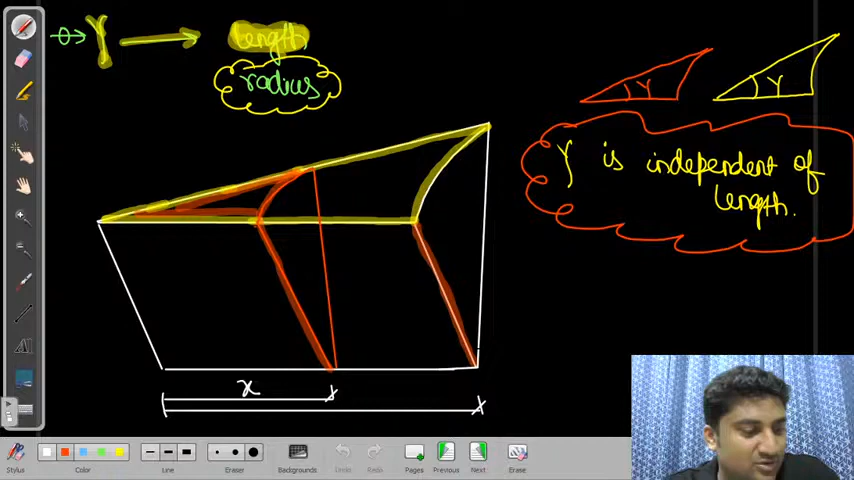 θ→ γ → length
radius
γ γ
γ is independent of
length.
x
Stylus
Color
Line
Eraser
Backgrounds
Undo
Redo
Pages
Previous
Next
Erase